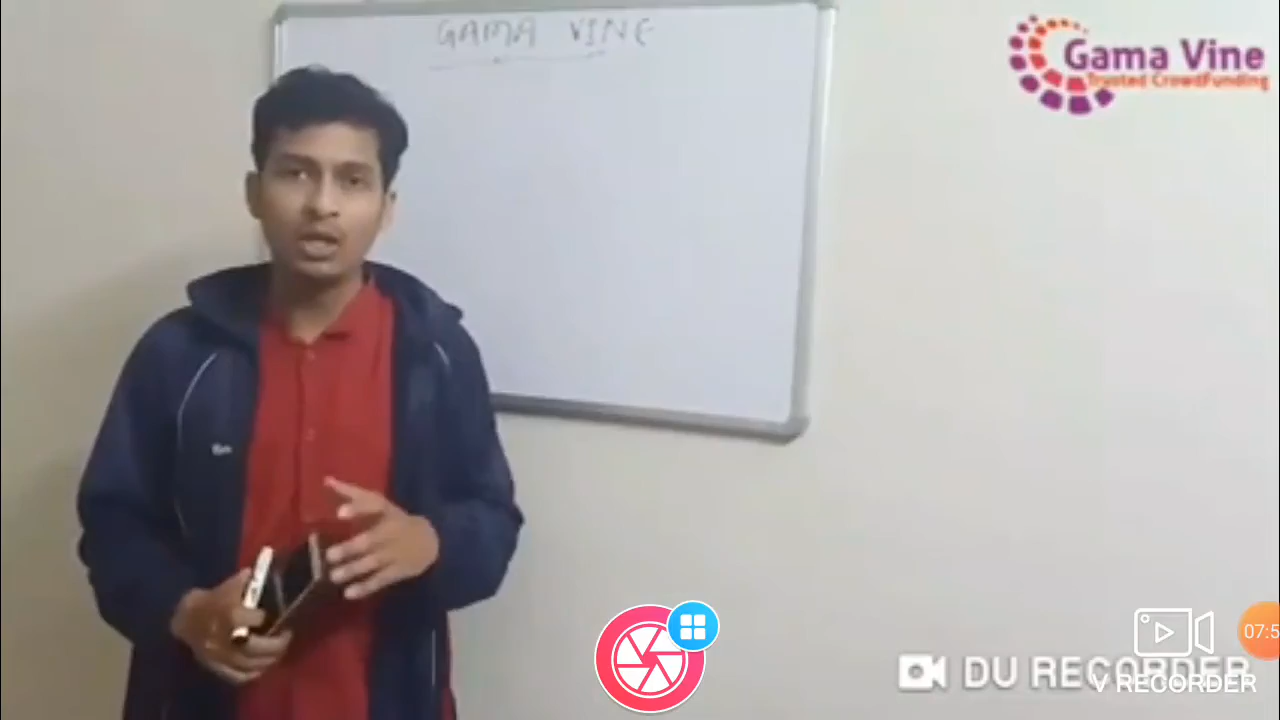 GAMA VINE
Gama Vine
Trusted CrowdFunding
DU RECORDER
V RECORDER
07:5